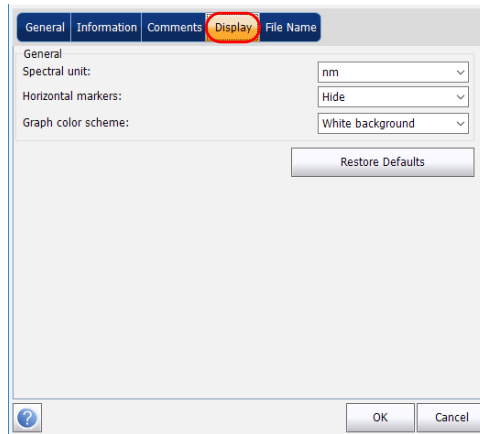 General Information Comments Display File Name
General
Spectral unit: nm
Horizontal markers: Hide
Graph color scheme: White background
Restore Defaults
? OK Cancel